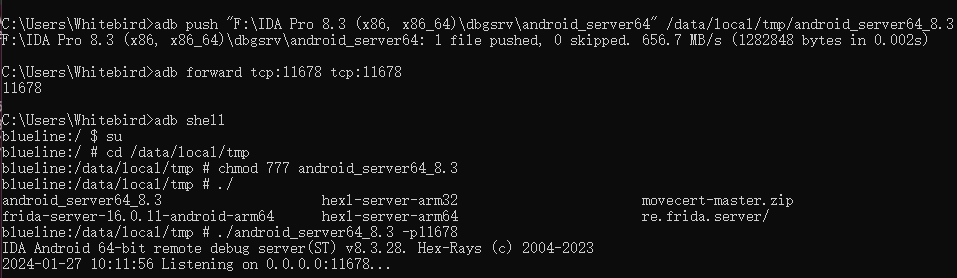 C:\Users\Whitebird>adb push "F:\IDA Pro 8.3 (x86, x86_64)\dbgsrv\android_server64" /data/local/tmp/android_server64_8.3
F:\IDA Pro 8.3 (x86, x86_64)\dbgsrv\android_server64: 1 file pushed, 0 skipped. 656.7 MB/s (1282848 bytes in 0.002s)
C:\Users\Whitebird>adb forward tcp:11678 tcp:11678
11678
C:\Users\Whitebird>adb shell
blueline:/ $ su
blueline:/ # cd /data/local/tmp
blueline:/data/local/tmp # chmod 777 android_server64_8.3
blueline:/data/local/tmp # ./
android_server64_8.3 hexl-server-arm32 movecert-master.zip
frida-server-16.0.11-android-arm64 hexl-server-arm64 re.frida.server/
blueline:/data/local/tmp # ./android_server64_8.3 -p11678
IDA Android 64-bit remote debug server(ST) v8.3.28. Hex-Rays (c) 2004-2023
2024-01-27 10:11:56 Listening on 0.0.0.0:11678...